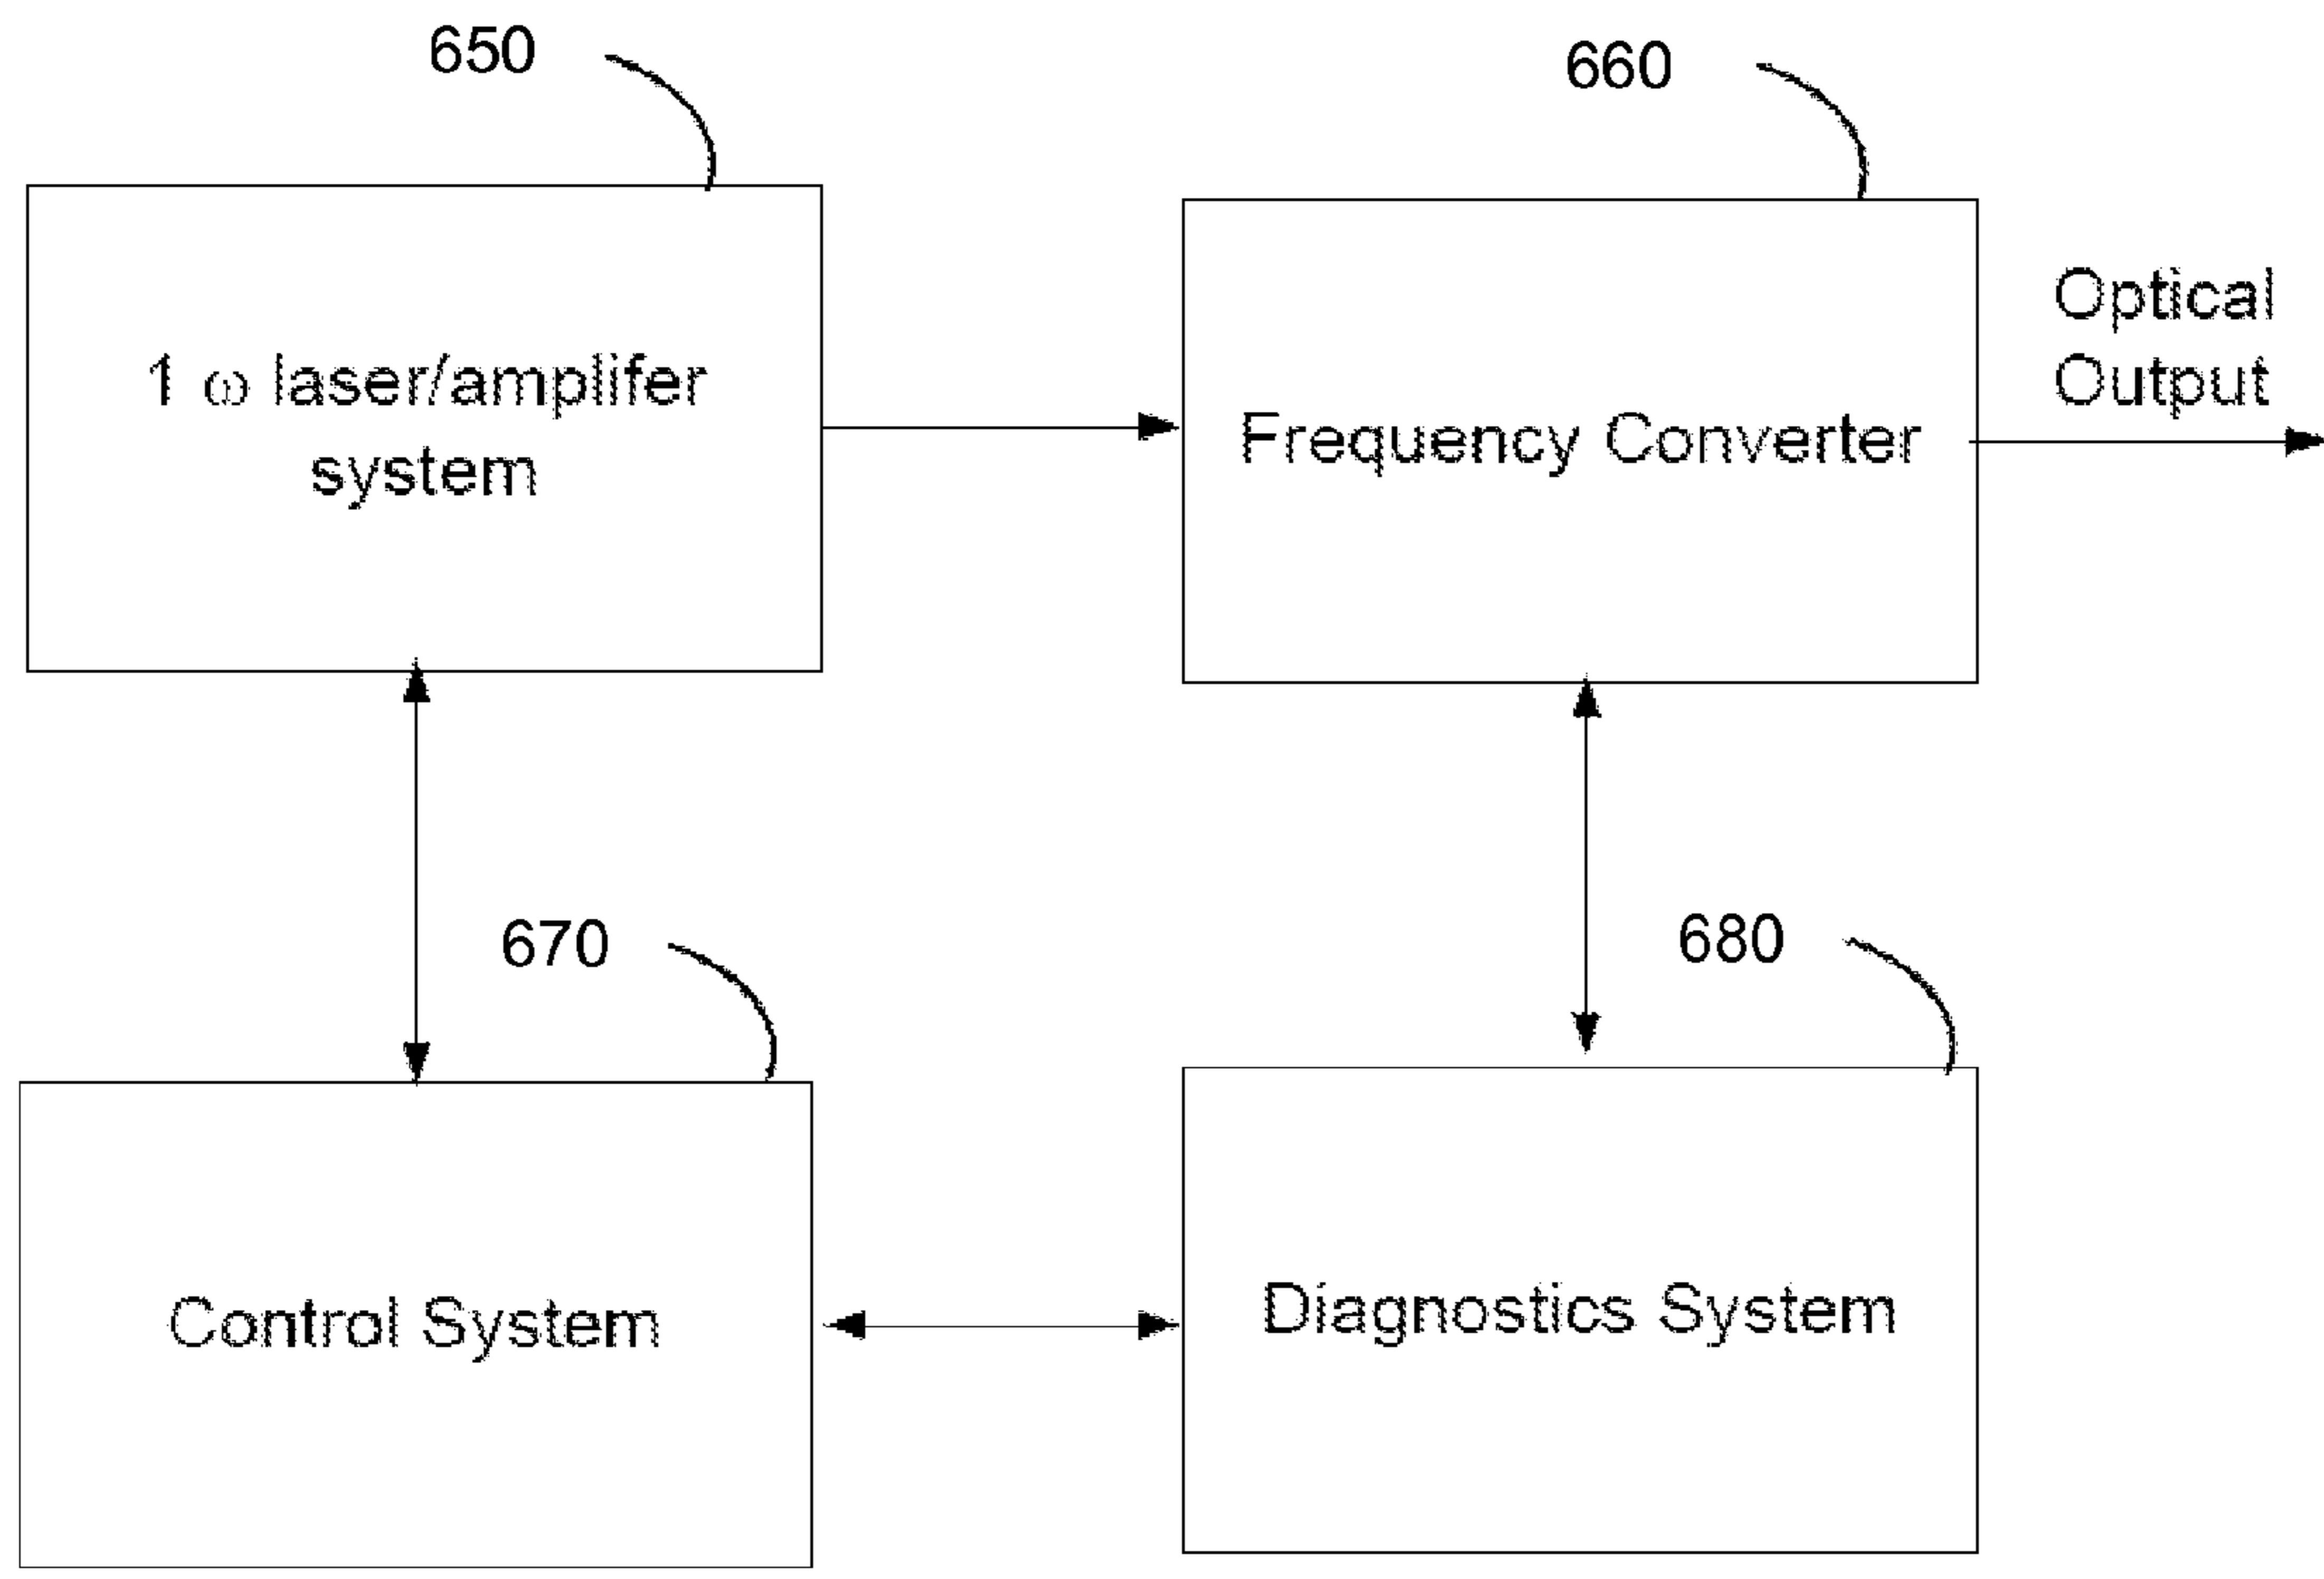 650
660
1 ω laser/amplifer
system
Frequency Converter
Optical
Output
670
680
Control System
Diagnostics System